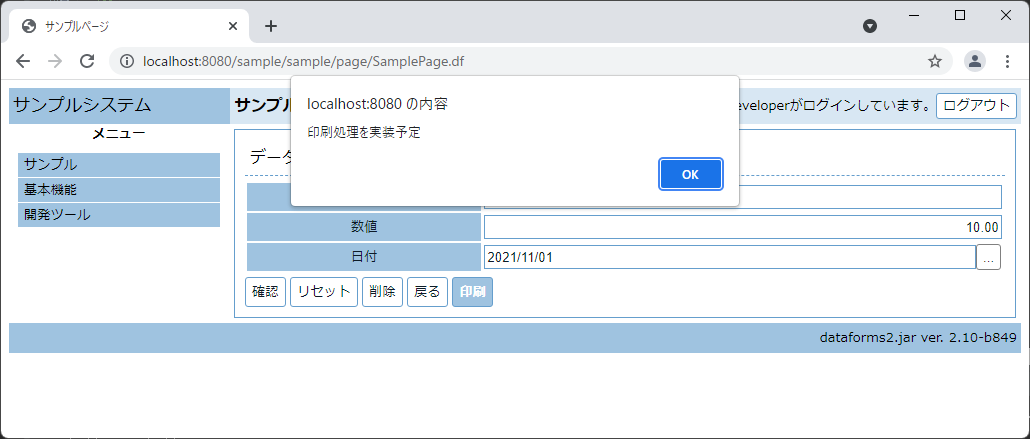 サンプルページ
localhost:8080/sample/sample/page/SamplePage.df
サンプルシステム
サンプ
eveloperがログインしています。
ログアウト
localhost:8080 の内容
印刷処理を実装予定
OK
メニュー
サンプル
基本機能
開発ツール
データ
数値
10.00
日付
2021/11/01
...
確認
リセット
削除
戻る
印刷
dataforms2.jar ver. 2.10-b849